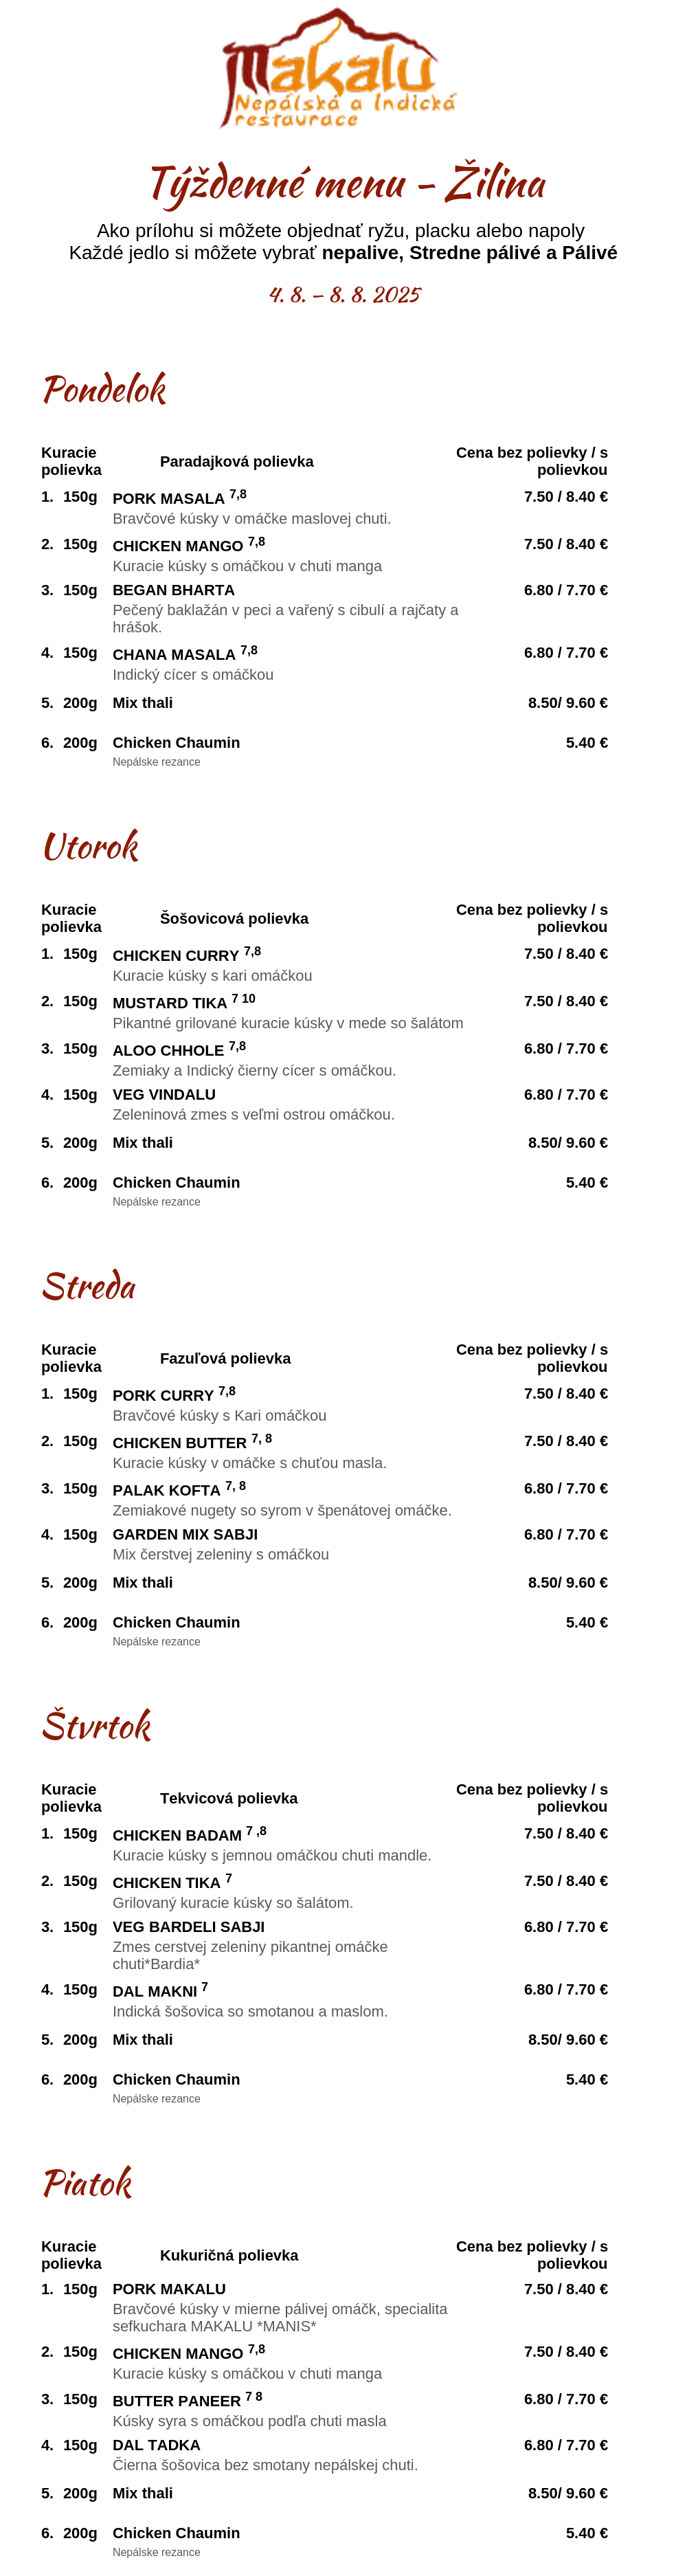 Makalu
Nepálská a Indická
restaurace
Týždenné menu - Žilina
Ako prílohu si môžete objednať ryžu, placku alebo napoly
Každé jedlo si môžete vybrať nepalive, Stredne pálivé a Pálivé
4. 8. – 8. 8. 2025
Pondelok
Kuracie polievka Paradajková polievka Cena bez polievky / s polievkou
1. 150g PORK MASALA 7,8 7.50 / 8.40 €
Bravčové kúsky v omáčke maslovej chuti.
2. 150g CHICKEN MANGO 7,8 7.50 / 8.40 €
Kuracie kúsky s omáčkou v chuti manga
3. 150g BEGAN BHARTA 6.80 / 7.70 €
Pečený baklažán v peci a vařený s cibulí a rajčaty a
hrášok.
4. 150g CHANA MASALA 7,8 6.80 / 7.70 €
Indický cícer s omáčkou
5. 200g Mix thali 8.50/ 9.60 €
6. 200g Chicken Chaumin 5.40 €
Nepálske rezance
Utorok
Kuracie polievka Šošovicová polievka Cena bez polievky / s polievkou
1. 150g CHICKEN CURRY 7,8 7.50 / 8.40 €
Kuracie kúsky s kari omáčkou
2. 150g MUSTARD TIKA 7 10 7.50 / 8.40 €
Pikantné grilované kuracie kúsky v mede so šalátom
3. 150g ALOO CHHOLE 7,8 6.80 / 7.70 €
Zemiaky a Indický čierny cícer s omáčkou.
4. 150g VEG VINDALU 6.80 / 7.70 €
Zeleninová zmes s veľmi ostrou omáčkou.
5. 200g Mix thali 8.50/ 9.60 €
6. 200g Chicken Chaumin 5.40 €
Nepálske rezance
Streda
Kuracie polievka Fazuľová polievka Cena bez polievky / s polievkou
1. 150g PORK CURRY 7,8 7.50 / 8.40 €
Bravčové kúsky s Kari omáčkou
2. 150g CHICKEN BUTTER 7, 8 7.50 / 8.40 €
Kuracie kúsky v omáčke s chuťou masla.
3. 150g PALAK KOFTA 7, 8 6.80 / 7.70 €
Zemiakové nugety so syrom v špenátovej omáčke.
4. 150g GARDEN MIX SABJI 6.80 / 7.70 €
Mix čerstvej zeleniny s omáčkou
5. 200g Mix thali 8.50/ 9.60 €
6. 200g Chicken Chaumin 5.40 €
Nepálske rezance
Štvrtok
Kuracie polievka Tekvicová polievka Cena bez polievky / s polievkou
1. 150g CHICKEN BADAM 7 ,8 7.50 / 8.40 €
Kuracie kúsky s jemnou omáčkou chuti mandle.
2. 150g CHICKEN TIKA 7 7.50 / 8.40 €
Grilovaný kuracie kúsky so šalátom.
3. 150g VEG BARDELI SABJI 6.80 / 7.70 €
Zmes cerstvej zeleniny pikantnej omáčke
chuti*Bardia*
4. 150g DAL MAKNI 7 6.80 / 7.70 €
Indická šošovica so smotanou a maslom.
5. 200g Mix thali 8.50/ 9.60 €
6. 200g Chicken Chaumin 5.40 €
Nepálske rezance
Piatok
Kuracie polievka Kukuričná polievka Cena bez polievky / s polievkou
1. 150g PORK MAKALU 7.50 / 8.40 €
Bravčové kúsky v mierne pálivej omáčk, specialita
sefkuchara MAKALU *MANIS*
2. 150g CHICKEN MANGO 7,8 7.50 / 8.40 €
Kuracie kúsky s omáčkou v chuti manga
3. 150g BUTTER PANEER 7 8 6.80 / 7.70 €
Kúsky syra s omáčkou podľa chuti masla
4. 150g DAL TADKA 6.80 / 7.70 €
Čierna šošovica bez smotany nepálskej chuti.
5. 200g Mix thali 8.50/ 9.60 €
6. 200g Chicken Chaumin 5.40 €
Nepálske rezance